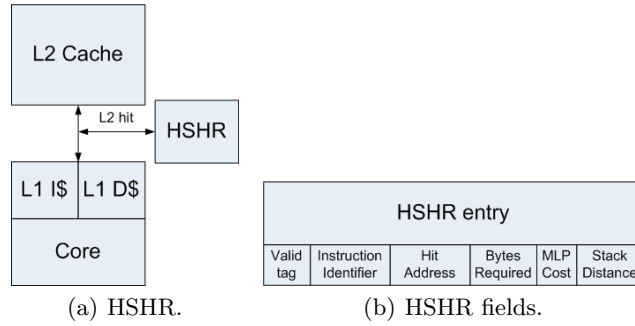 L2 Cache
L2 hit
HSHR
L1 I$ L1 D$
Core
(a) HSHR.
HSHR entry
Valid tag
Instruction Identifier
Hit Address
Bytes Required
MLP Cost
Stack Distance
(b) HSHR fields.